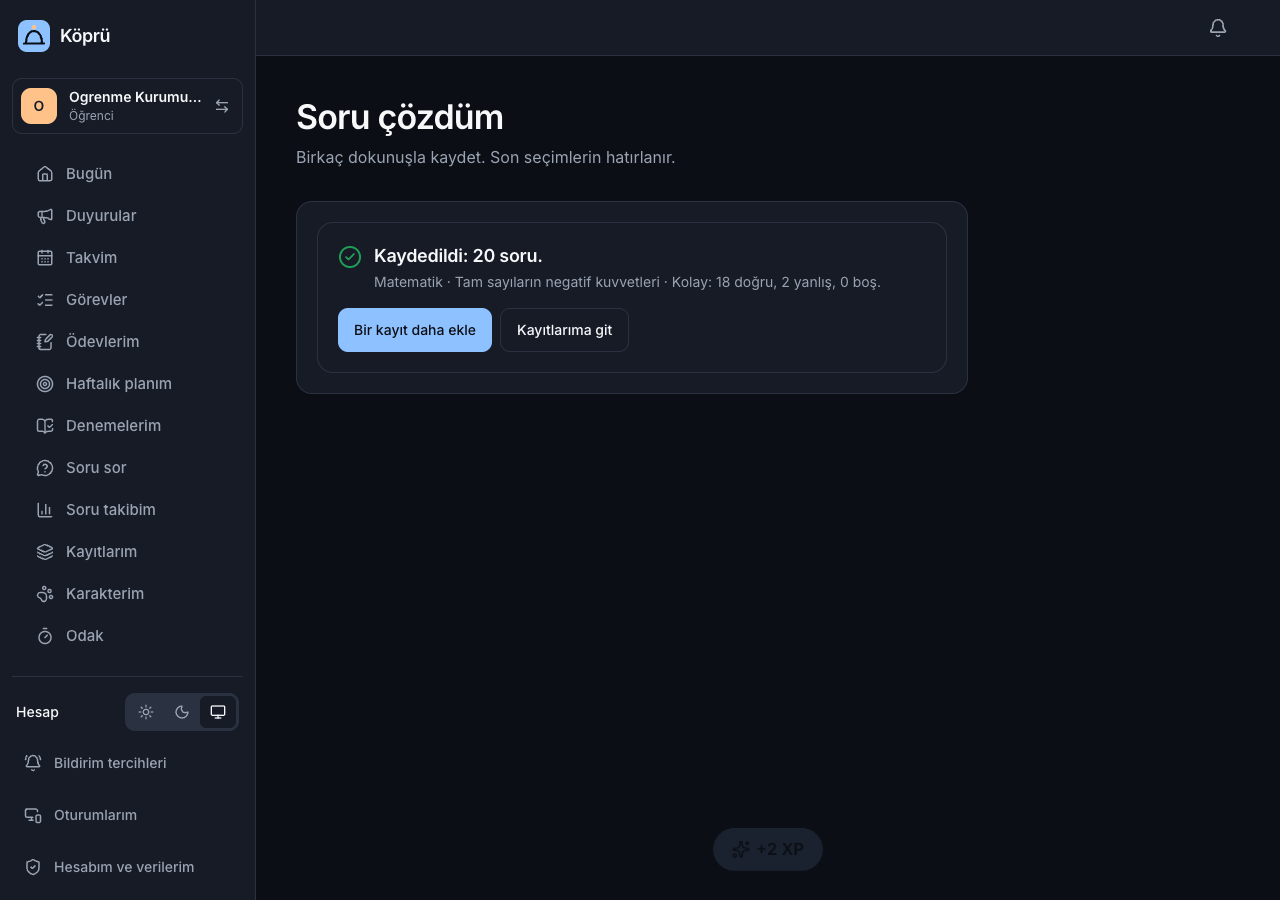 Köprü
O
Ogrenme Kurumu...
Öğrenci
Bugün
Duyurular
Takvim
Görevler
Ödevlerim
Haftalık planım
Denemelerim
Soru sor
Soru takibim
Kayıtlarım
Karakterim
Odak
Hesap
Bildirim tercihleri
Oturumlarım
Hesabım ve verilerim
Soru çözdüm
Birkaç dokunuşla kaydet. Son seçimlerin hatırlanır.
Kaydedildi: 20 soru.
Matematik · Tam sayıların negatif kuvvetleri · Kolay: 18 doğru, 2 yanlış, 0 boş.
Bir kayıt daha ekle
Kayıtlarıma git
+2 XP